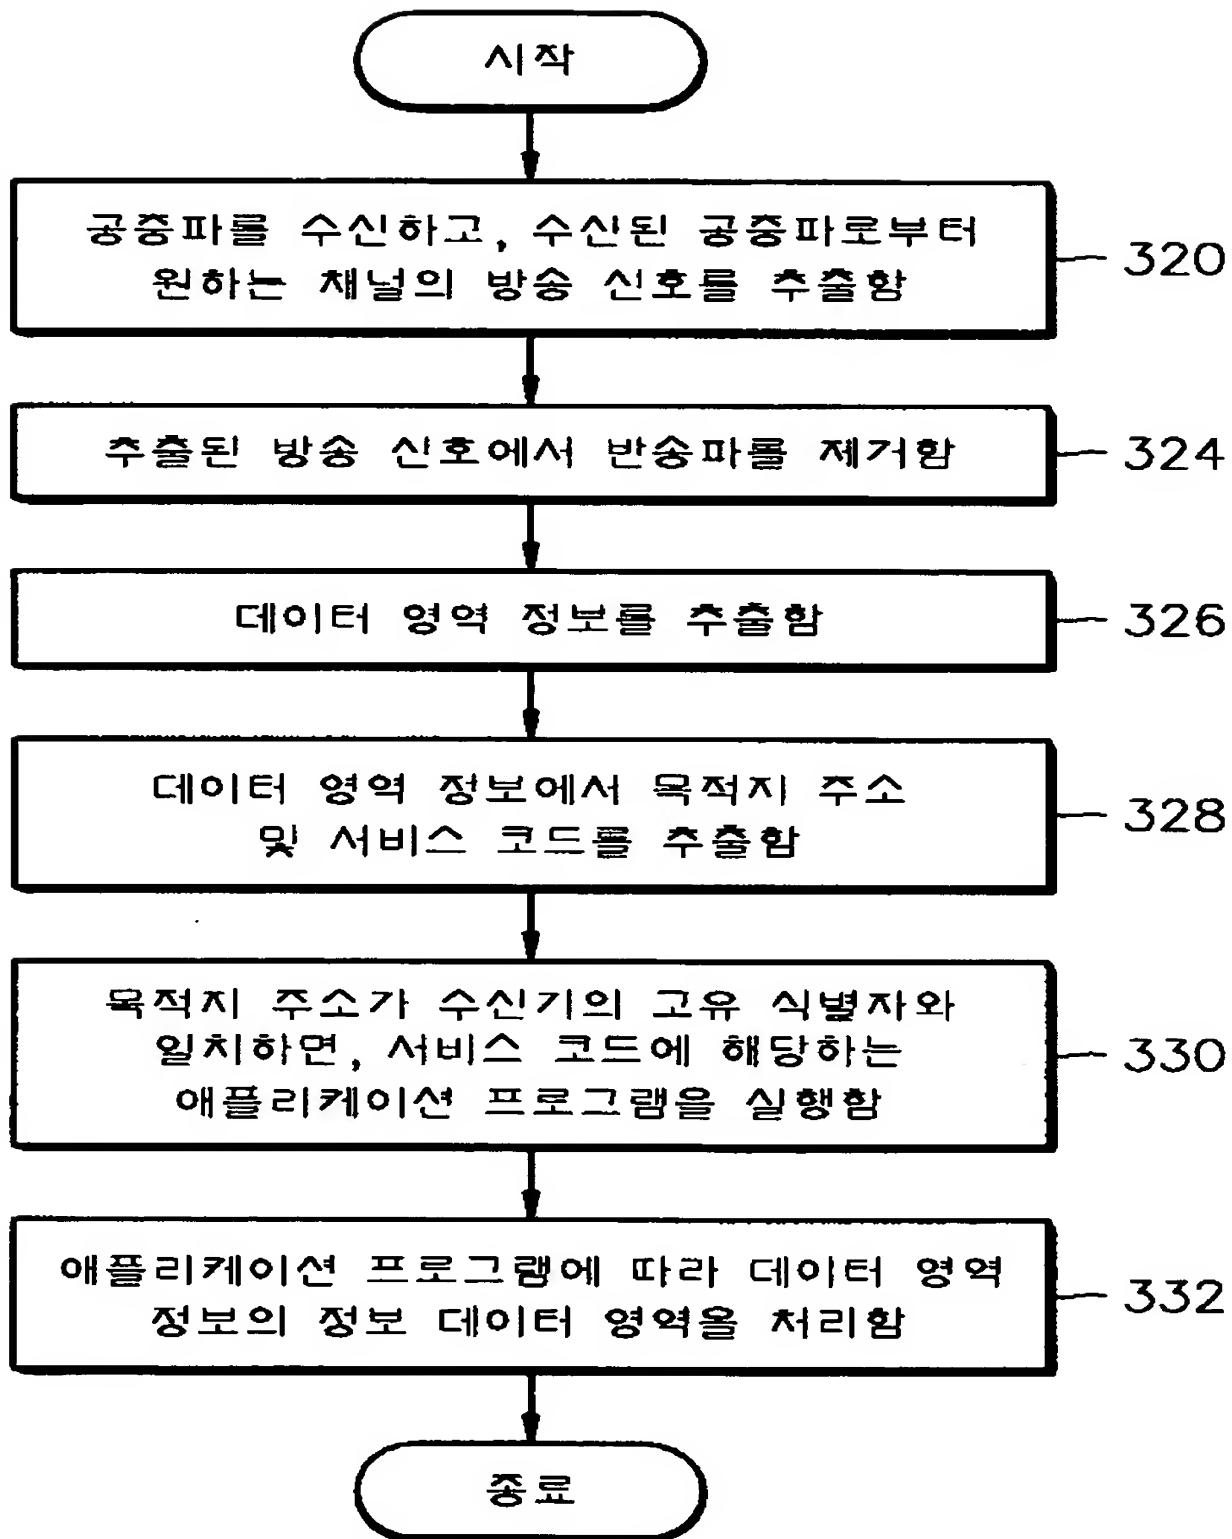 시작
공중파를 수신하고, 수신된 공중파로부터
원하는 채널의 방송 신호를 추출함
320
추출된 방송 신호에서 반송파를 제거함
324
데이터 영역 정보를 추출함
326
데이터 영역 정보에서 목적지 주소
및 서비스 코드를 추출함
328
목적지 주소가 수신기의 고유 식별자와
일치하면, 서비스 코드에 해당하는
애플리케이션 프로그램을 실행함
330
애플리케이션 프로그램에 따라 데이터 영역
정보의 정보 데이터 영역을 처리함
332
종료